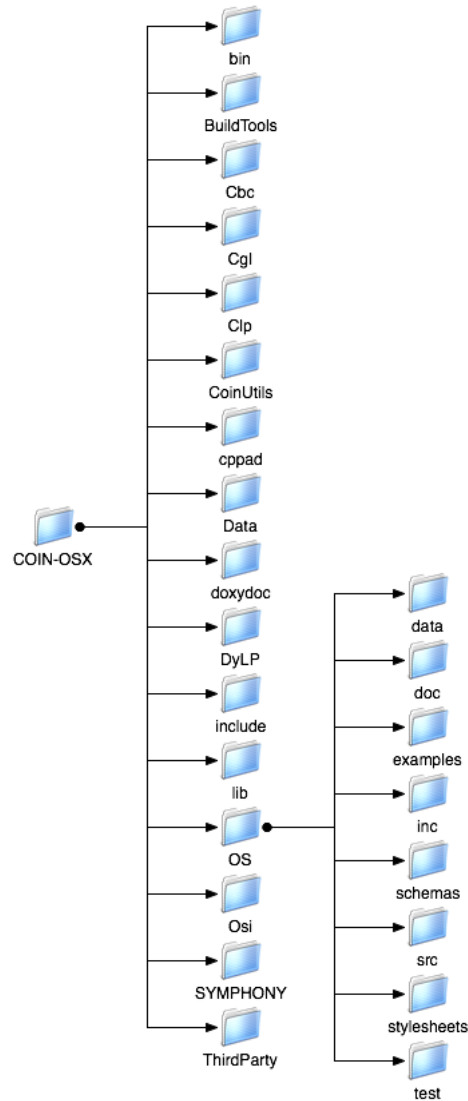 bin
BuildTools
Cbc
Cgl
Clp
CoinUtils
cppad
Data
COIN-OSX
doxydoc
DyLP
include
lib
OS
Osi
SYMPHONY
ThirdParty
data
doc
examples
inc
schemas
src
stylesheets
test